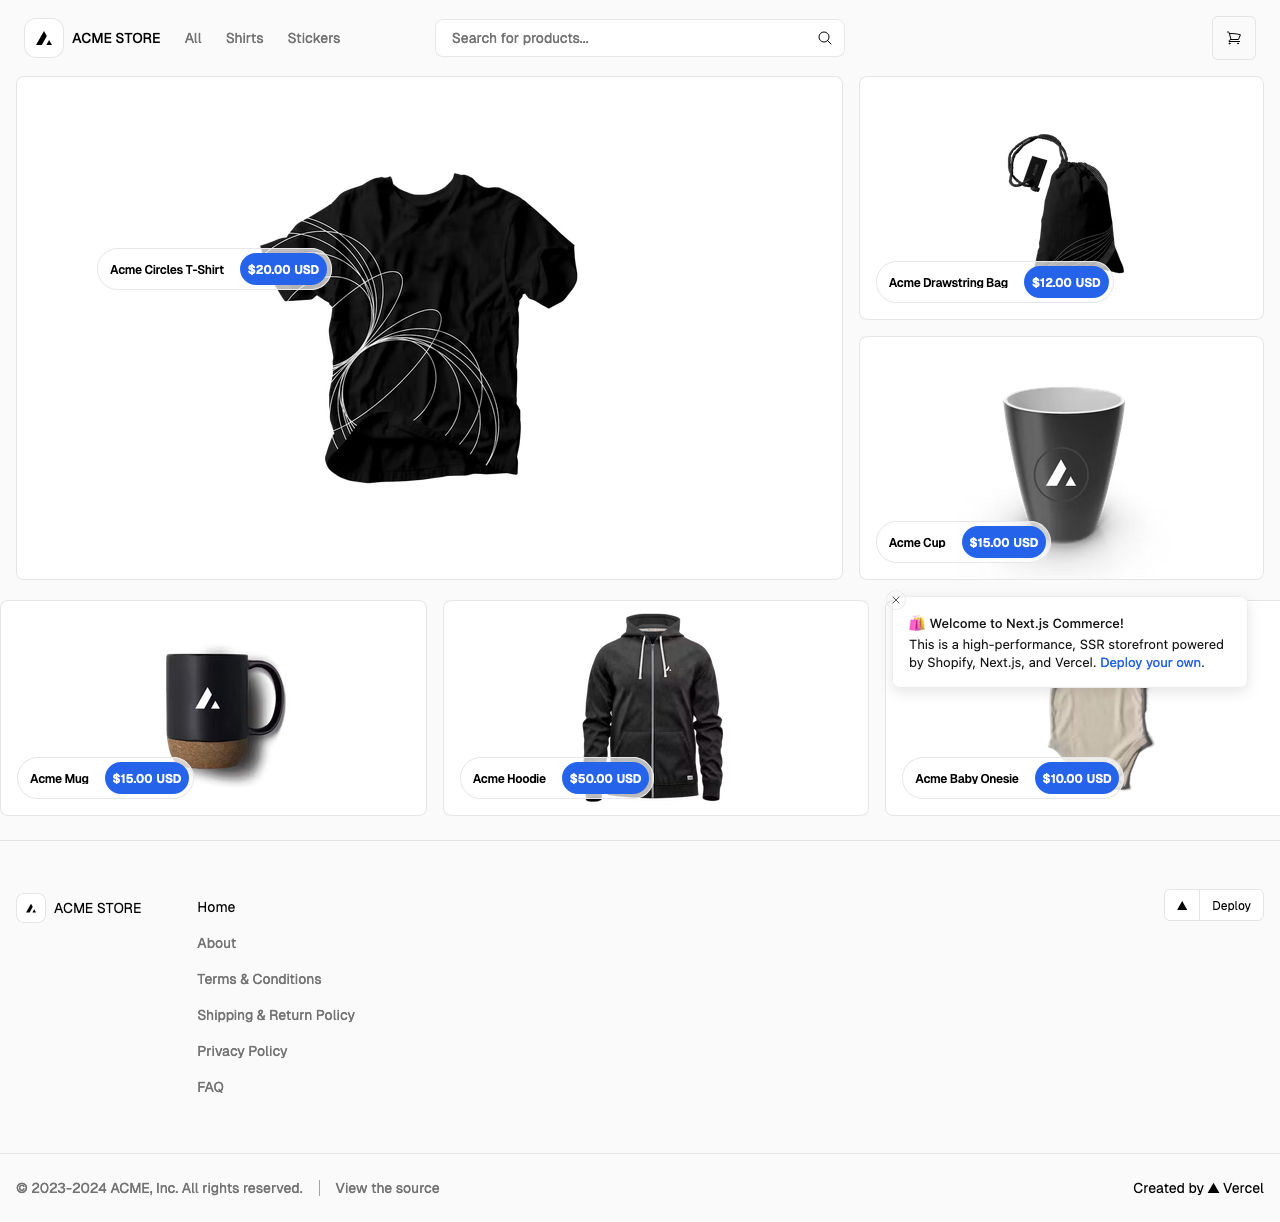 ACME STORE
All
Shirts
Stickers
Search for products...
Acme Circles T-Shirt
$20.00 USD
Acme Drawstring Bag
$12.00 USD
Acme Cup
$15.00 USD
Acme Mug
$15.00 USD
Acme Hoodie
$50.00 USD
🛍️ Welcome to Next.js Commerce!
This is a high-performance, SSR storefront powered
by Shopify, Next.js, and Vercel. Deploy your own.
Acme Baby Onesie
$10.00 USD
ACME STORE
Home
About
Terms & Conditions
Shipping & Return Policy
Privacy Policy
FAQ
Deploy
© 2023-2024 ACME, Inc. All rights reserved.
View the source
Created by ▲ Vercel